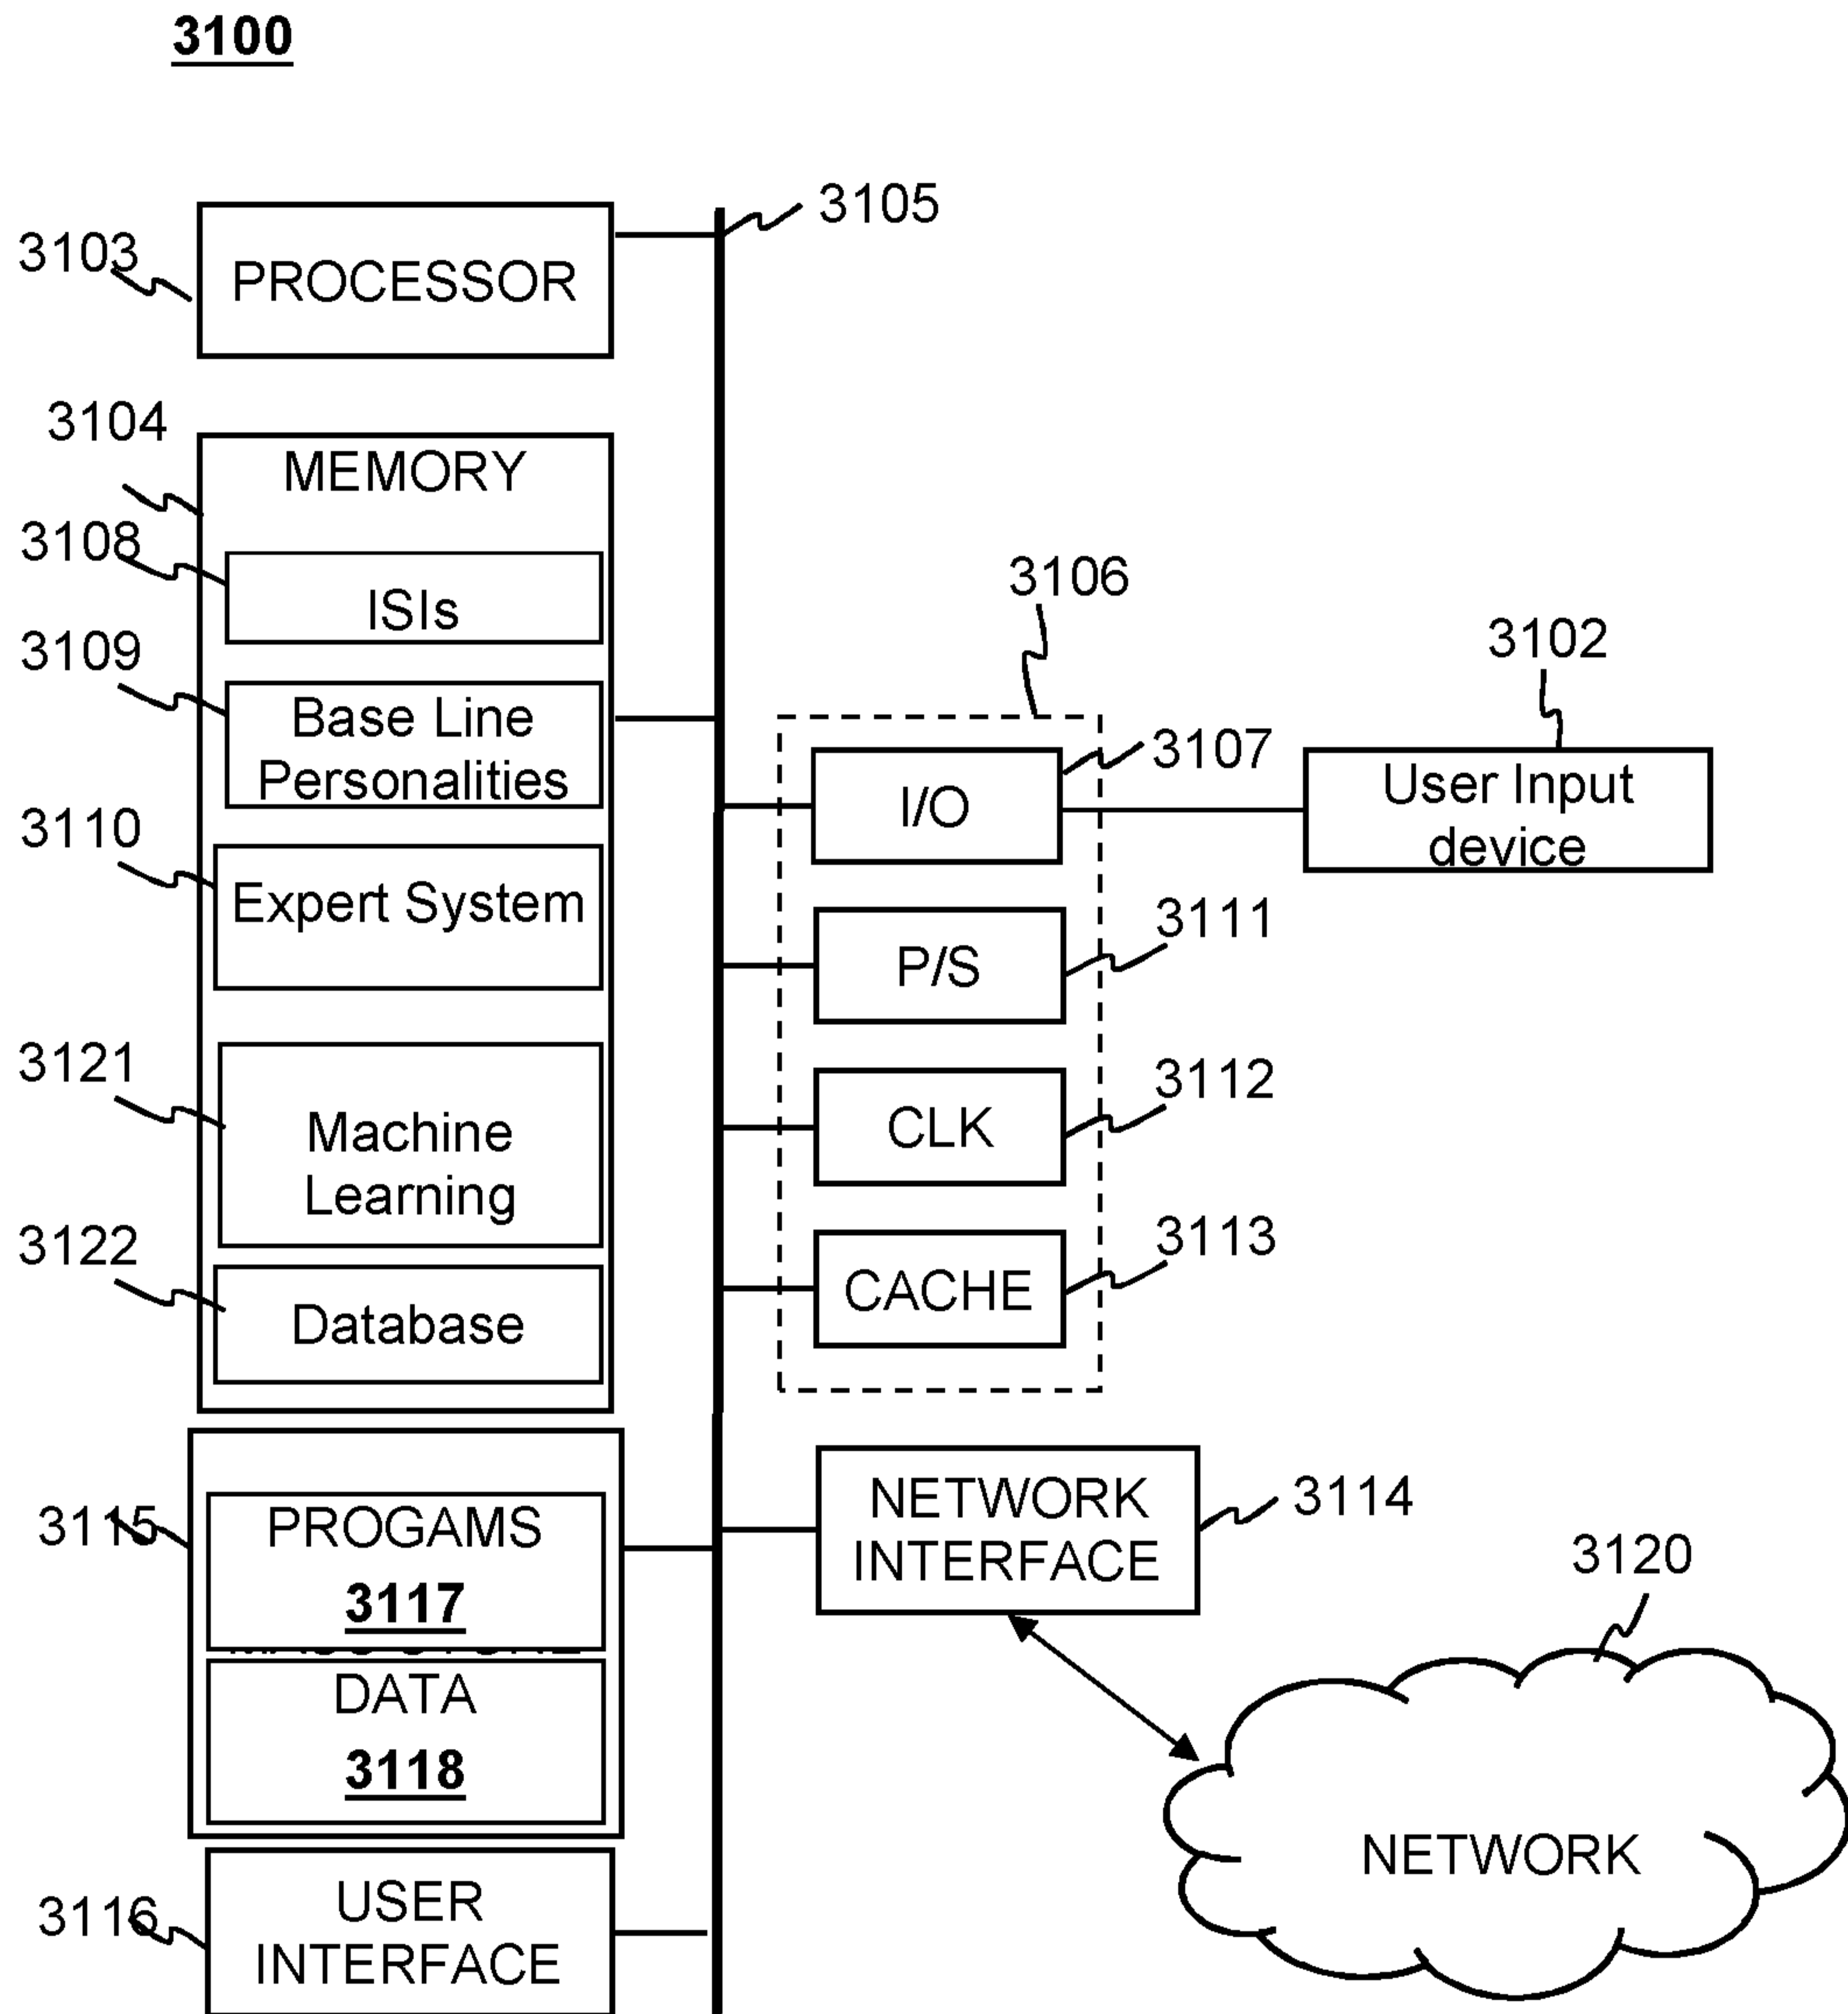 3100
3105
3103
PROCESSOR
3104
MEMORY
3108
ISIs
3109
Base Line
Personalities
3110
Expert System
3121
Machine
Learning
3122
Database
3106
3102
3107
I/O
User Input
device
3111
P/S
3112
CLK
3113
CACHE
3115
PROGAMS
3117
DATA
3118
NETWORK
INTERFACE
3114
3120
NETWORK
3116
USER
INTERFACE